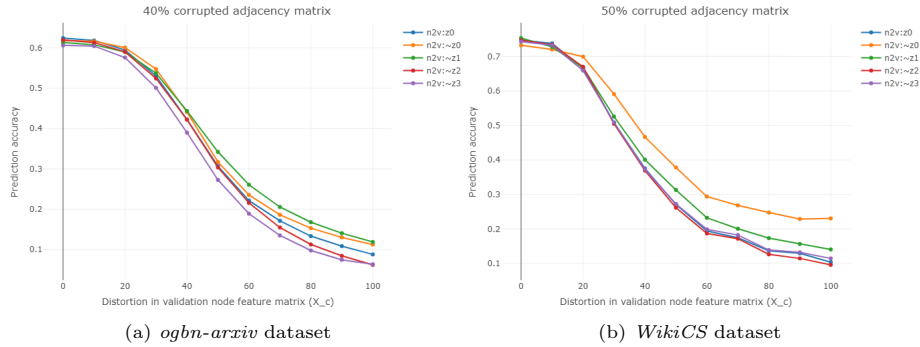 40% corrupted adjacency matrix
Prediction accuracy
0.6
0.5
0.4
0.3
0.2
0.1
0
20
40
60
80
100
Distortion in validation node feature matrix (X_c)
n2v:z0
n2v:~z0
n2v:~z1
n2v:~z2
n2v:~z3
(a) ogbn-arxiv dataset
50% corrupted adjacency matrix
Prediction accuracy
0.7
0.6
0.5
0.4
0.3
0.2
0.1
0
20
40
60
80
100
Distortion in validation node feature matrix (X_c)
n2v:z0
n2v:~z0
n2v:~z1
n2v:~z2
n2v:~z3
(b) WikiCS dataset